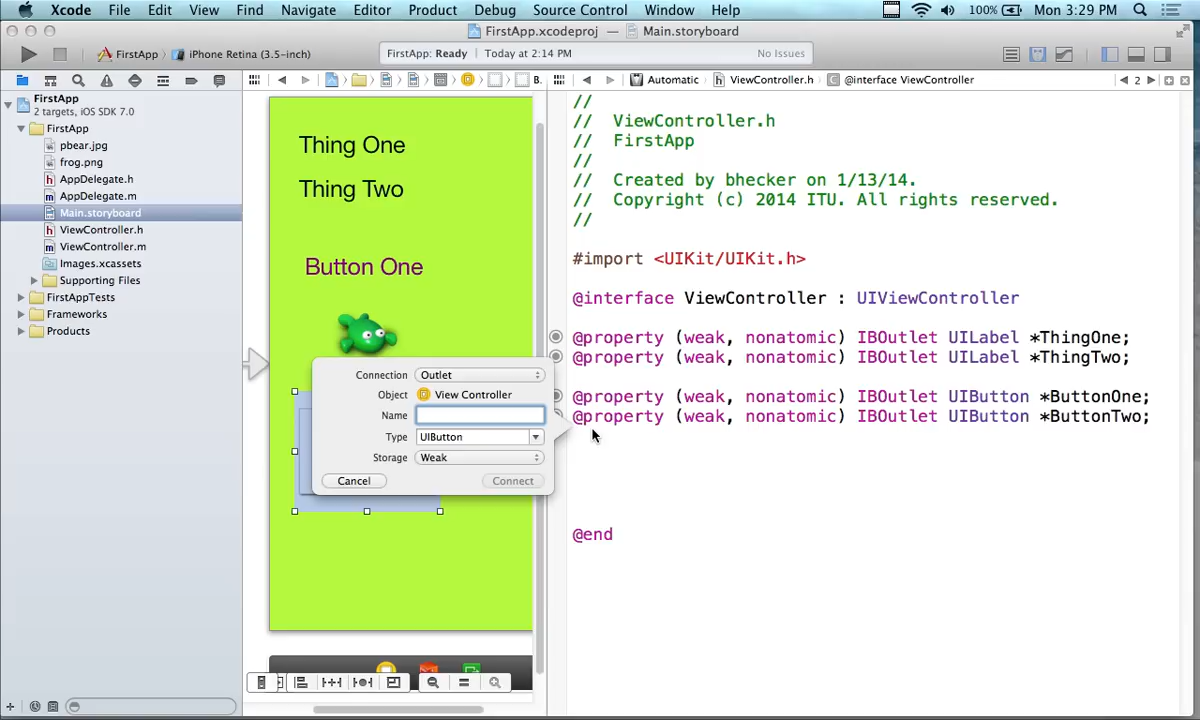 Xcode File Edit View Find Navigate Editor Product Debug Source Control Window Help 100% Mon 3:29 PM
FirstApp.xcodeproj — Main.storyboard
FirstApp iPhone Retina (3.5-inch) FirstApp: Ready Today at 2:14 PM No Issues
B. Automatic ViewController.h @interface ViewController 2
FirstApp
2 targets, iOS SDK 7.0
FirstApp
pbear.jpg
frog.png
AppDelegate.h
AppDelegate.m
Main.storyboard
ViewController.h
ViewController.m
Images.xcassets
Supporting Files
FirstAppTests
Frameworks
Products
Thing One
Thing Two
Button One
Connection Outlet
Object View Controller
Name
Type UIButton
Storage Weak
Cancel Connect
//
// ViewController.h
// FirstApp
//
// Created by bhecker on 1/13/14.
// Copyright (c) 2014 ITU. All rights reserved.
//
#import <UIKit/UIKit.h>
@interface ViewController : UIViewController
@property (weak, nonatomic) IBOutlet UILabel *ThingOne;
@property (weak, nonatomic) IBOutlet UILabel *ThingTwo;
@property (weak, nonatomic) IBOutlet UIButton *ButtonOne;
@property (weak, nonatomic) IBOutlet UIButton *ButtonTwo;
@end